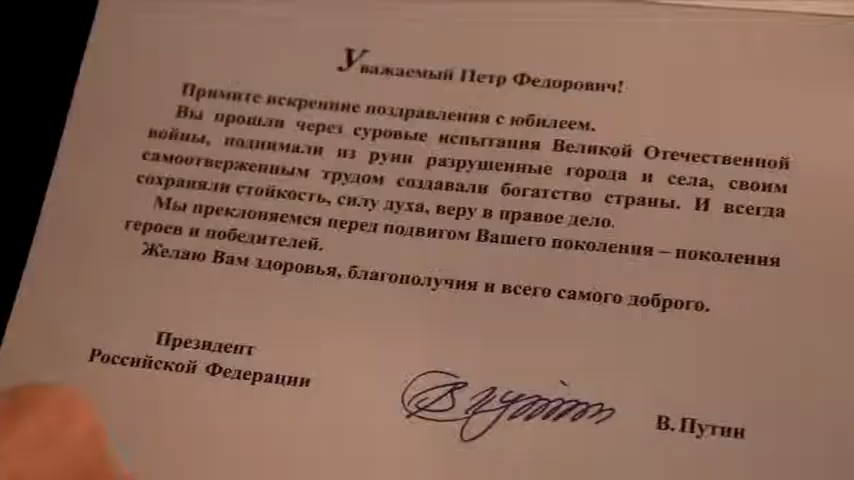 Уважаемый Петр Федорович!
Примите искренние поздравления с юбилеем.
Вы прошли через суровые испытания Великой Отечественной
войны, поднимали из руин разрушенные города и села, своим
самоотверженным трудом создавали богатство страны. И всегда
сохраняли стойкость, силу духа, веру в правое дело.
Мы преклоняемся перед подвигом Вашего поколения – поколения
героев и победителей.
Желаю Вам здоровья, благополучия и всего самого доброго.
Президент
Российской Федерации
В. Путин